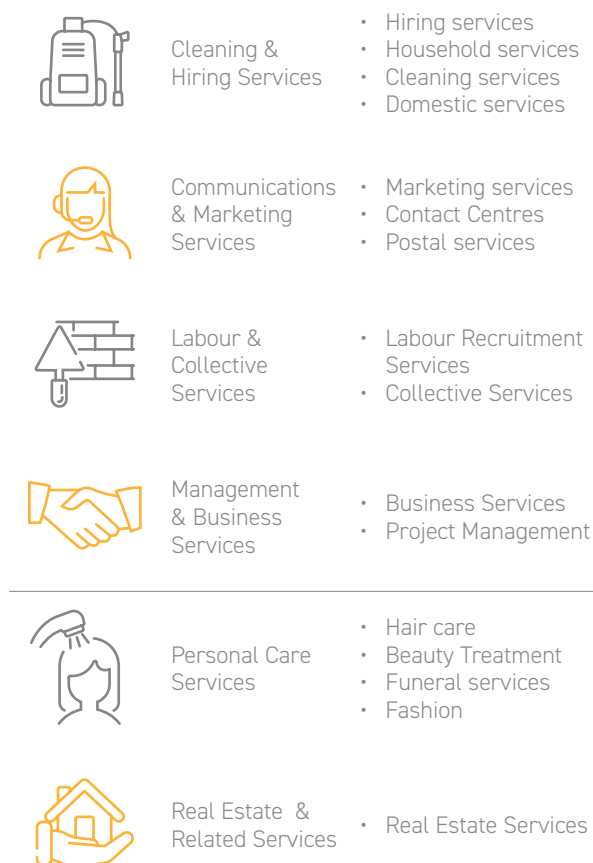 Cleaning &
Hiring Services
• Hiring services
• Household services
• Cleaning services
• Domestic services
Communications
& Marketing
Services
• Marketing services
• Contact Centres
• Postal services
Labour &
Collective
Services
• Labour Recruitment
Services
• Collective Services
Management
& Business
Services
• Business Services
• Project Management
Personal Care
Services
• Hair care
• Beauty Treatment
• Funeral services
• Fashion
Real Estate &
Related Services
• Real Estate Services